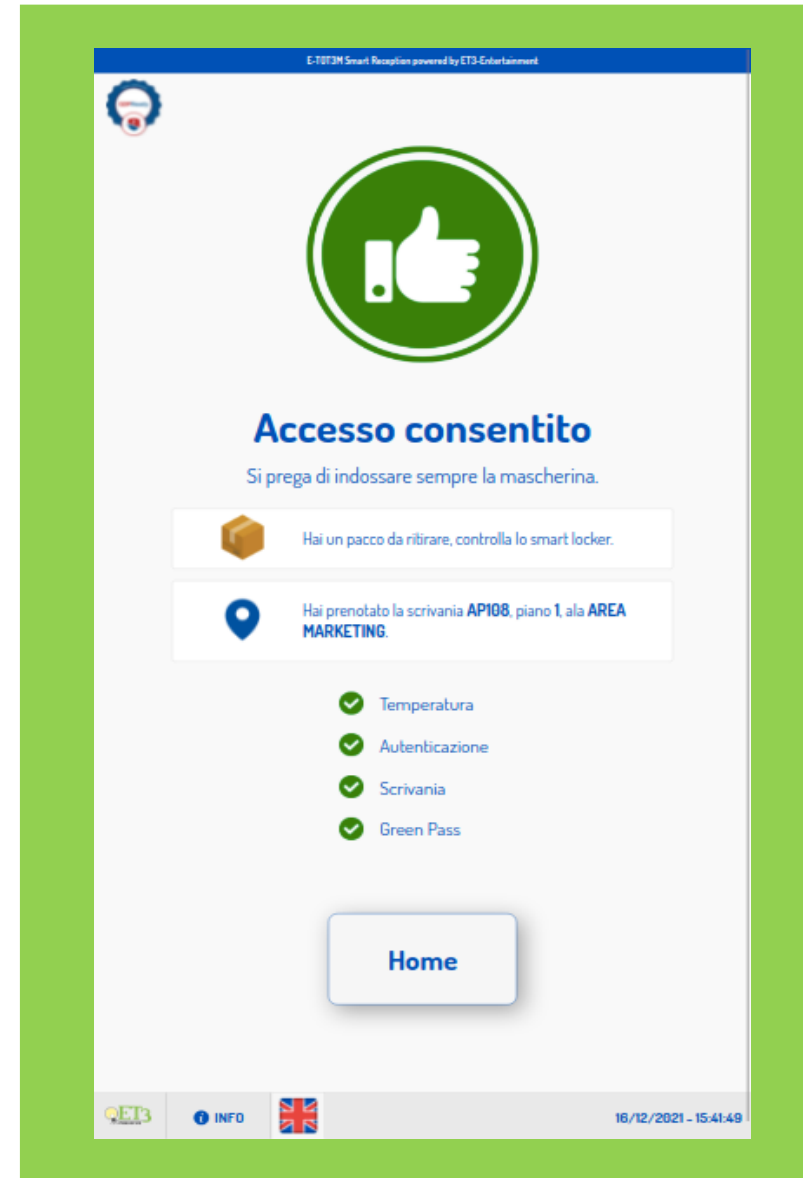 E-TOT3M Smart Reception powered by ET3-Entertainment
Accesso consentito
Si prega di indossare sempre la mascherina.
Hai un pacco da ritirare, controlla lo smart locker.
Hai prenotato la scrivania AP108, piano 1, ala AREA
MARKETING.
Temperatura
Autenticazione
Scrivania
Green Pass
Home
ET3
INFO
16/12/2021 - 15:41:49